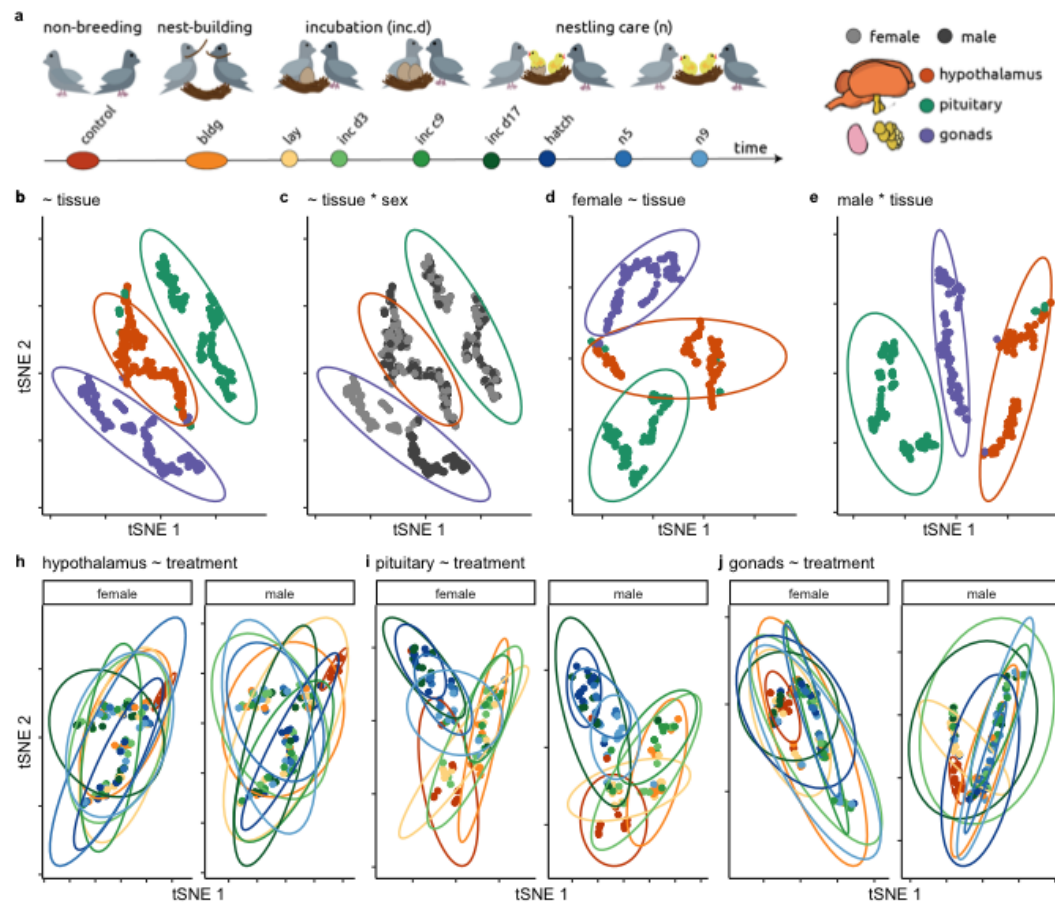 a
non-breeding nest-building incubation (inc.d) nestling care (n)
female male
hypothalamus
pituitary
gonads
control bldg lay inc d3 inc c9 inc d17 hatch n5 n9 time
b ~ tissue c ~ tissue * sex d female ~ tissue e male * tissue
tSNE 2
tSNE 1 tSNE 1 tSNE 1 tSNE 1
h hypothalamus ~ treatment i pituitary ~ treatment j gonads ~ treatment
female male female male female male
tSNE 2
tSNE 1 tSNE 1 tSNE 1